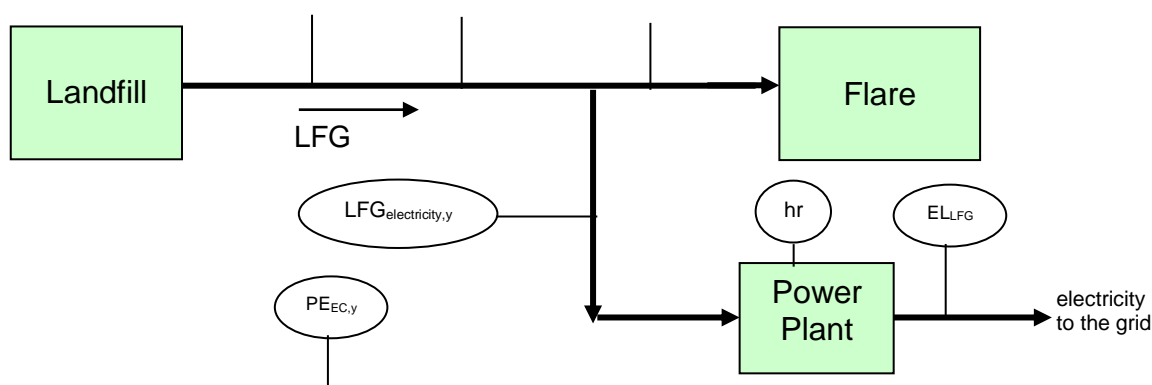 Landfill
Flare
LFG
LFGelectricity,y
hr
ELLFG
PEEC,y
Power
Plant
electricity
to the grid